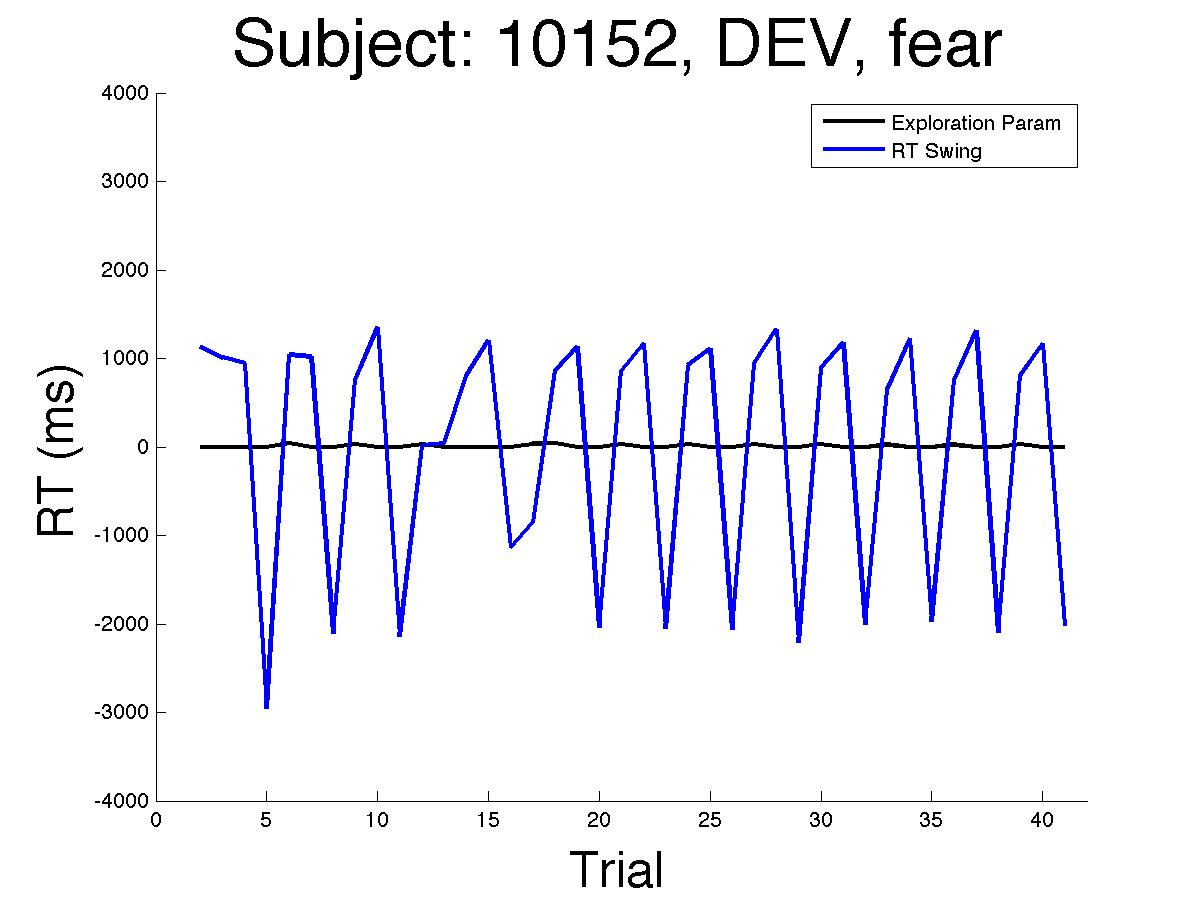 Subject: 10152, DEV, fear
Exploration Param
RT Swing
4000
3000
2000
1000
0
-1000
-2000
-3000
-4000
RT (ms)
0 5 10 15 20 25 30 35 40
Trial